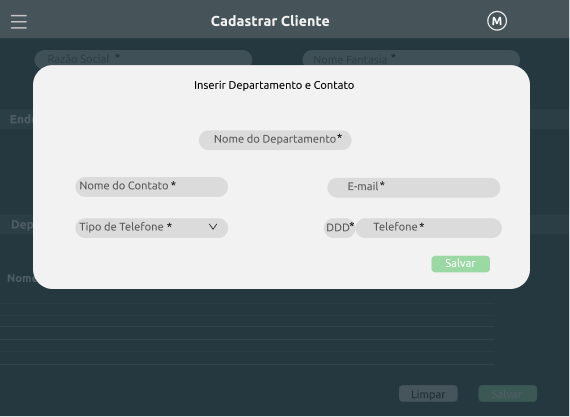 Cadastrar Cliente
M
Razão Social *
Nome Fantasia *
Inserir Departamento e Contato
Ende
Nome do Departamento*
Nome do Contato *
E-mail*
Tipo de Telefone *
DDD*
Telefone*
Dep
Salvar
Nome
Limpar
Salvar